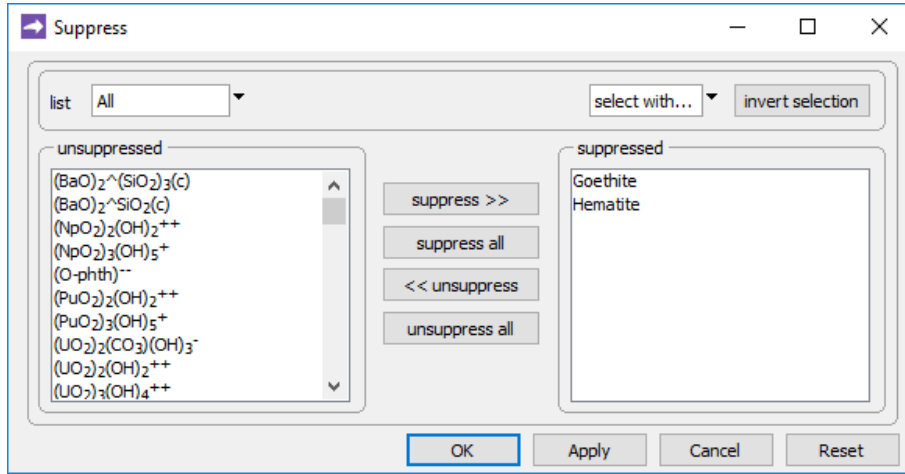 Suppress
list All select with... invert selection
unsuppressed
(BaO)₂^(SiO₂)₃(c)
(BaO)₂^SiO₂(c)
(NpO₂)₂(OH)₂⁺⁺
(NpO₂)₃(OH)₅⁺
(O-phth)⁻⁻
(PuO₂)₂(OH)₂⁺⁺
(PuO₂)₃(OH)₅⁺
(UO₂)₂(CO₃)(OH)₃⁻
(UO₂)₂(OH)₂⁺⁺
(UO₂)₃(OH)₄⁺⁺
suppress >>
suppress all
<< unsuppress
unsuppress all
suppressed
Goethite
Hematite
OK Apply Cancel Reset